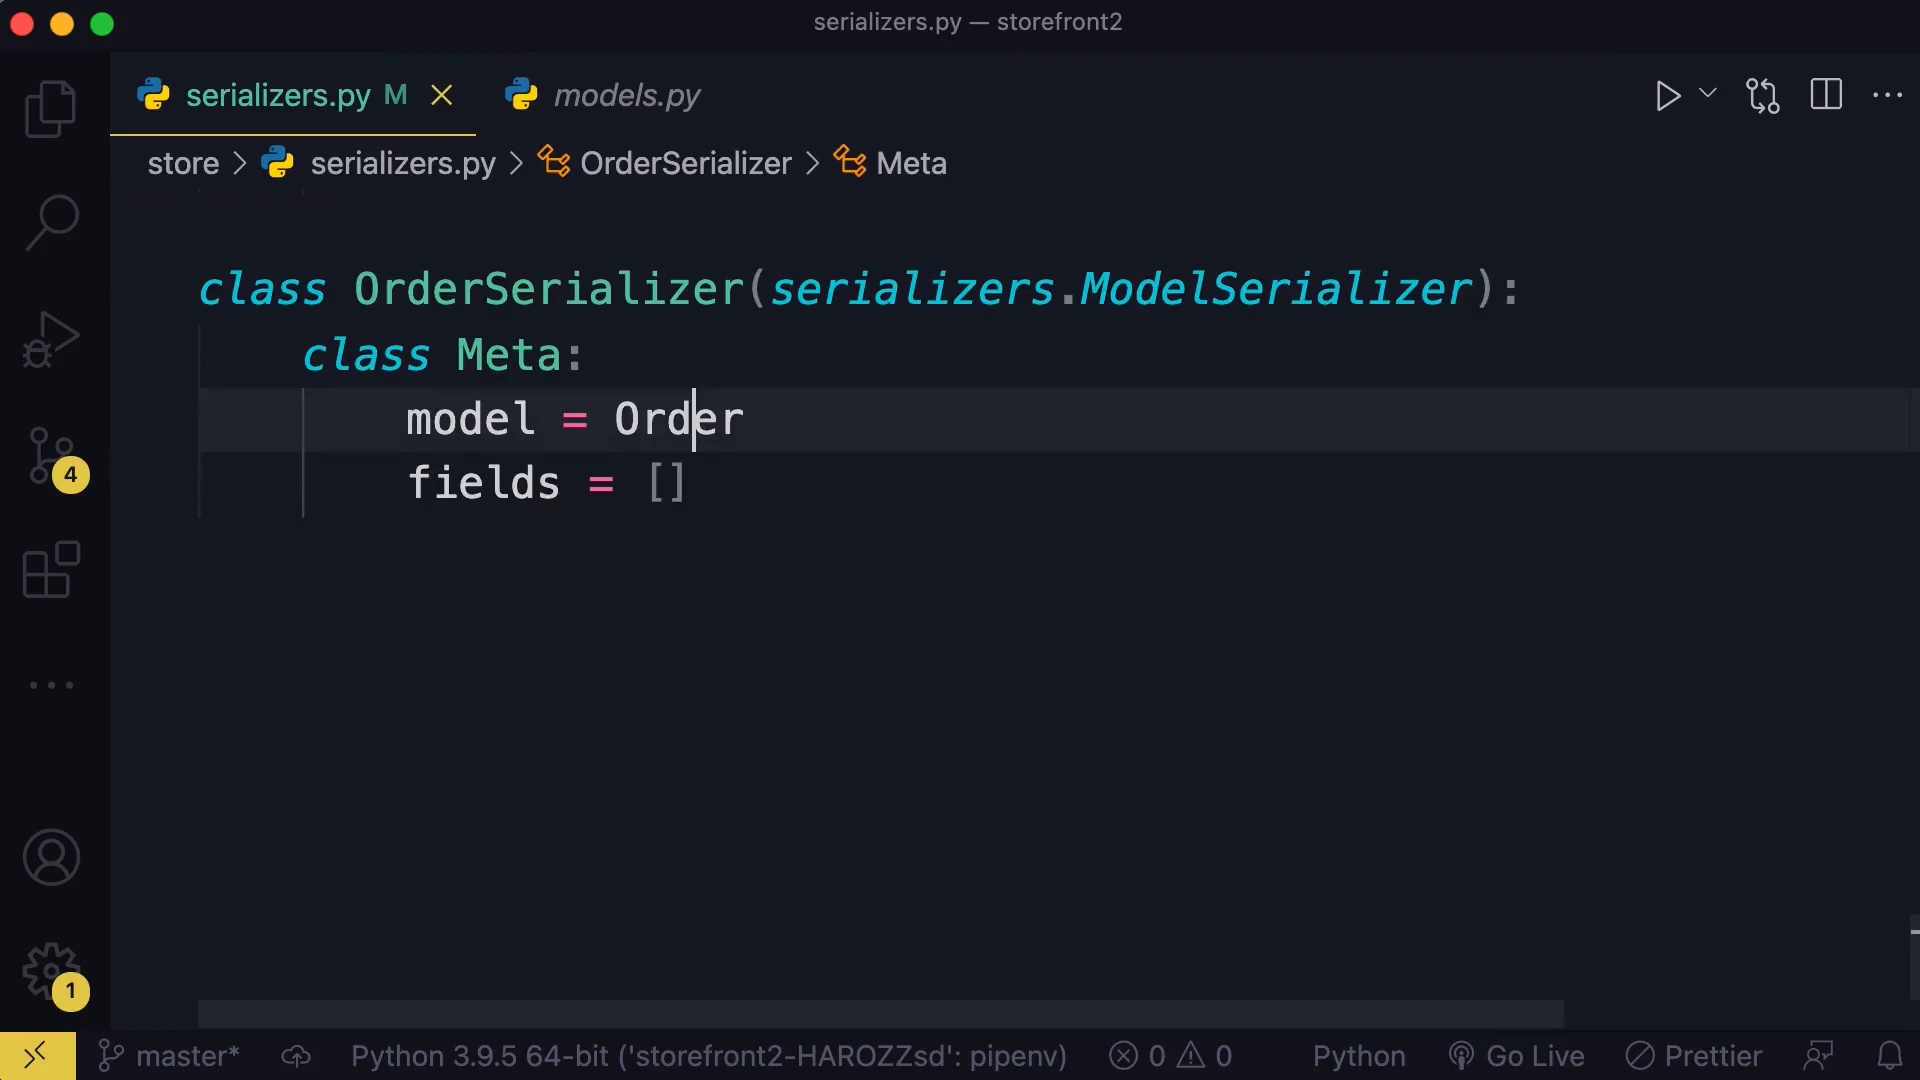 serializers.py — storefront2
serializers.py M models.py
store > serializers.py > OrderSerializer > Meta
class OrderSerializer(serializers.ModelSerializer):
class Meta:
model = Order
fields = []
4
1
master* Python 3.9.5 64-bit ('storefront2-HAROZZsd': pipenv) 0 0 Python Go Live Prettier